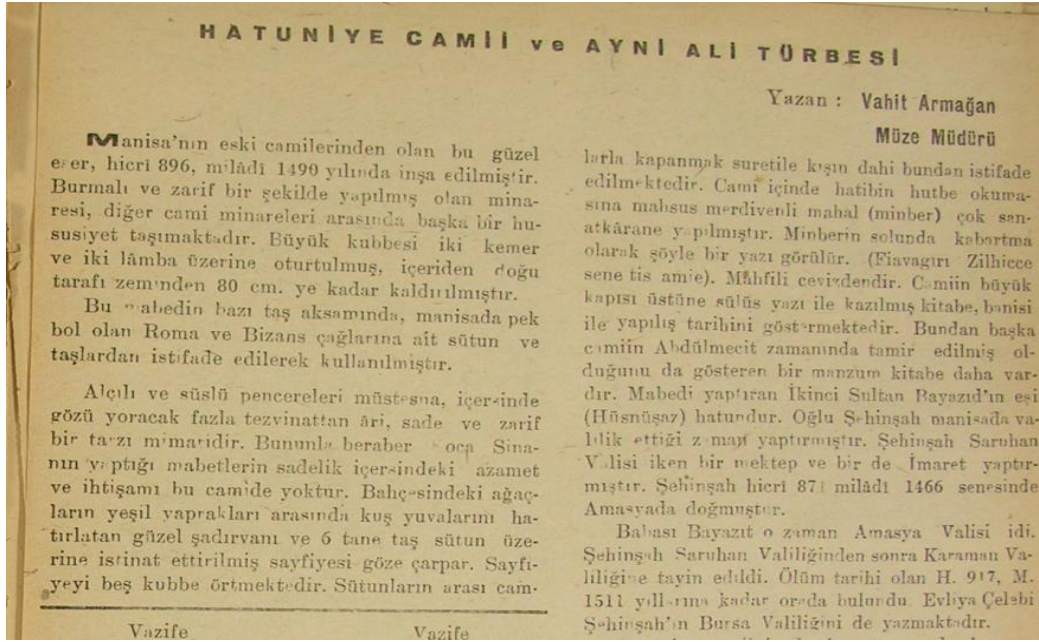 HATUNİYE CAMİİ ve AYNİ ALİ TÜRBESİ
Yazan : Vahit Armağan
Müze Müdürü
Manisa'nın eski camilerinden olan bu güzel
eser, hicrî 896, milâdî 1490 yılında inşa edilmiştir.
Burmalı ve zarif bir şekilde yapılmış olan mina-
resi, diğer cami minareleri arasında başka bir hu-
susiyet taşımaktadır. Büyük kubbesi iki kemer
ve iki lâmba üzerine oturtulmuş, içeriden doğu
tarafı zeminden 80 cm. ye kadar kaldırılmıştır.
Bu mabedin bazı taş aksamında, manisada pek
bol olan Roma ve Bizans çağlarına ait sütun ve
taşlardan istifade edilerek kullanılmıştır.
Alçılı ve süslü pencereleri müstesna, içersinde
gözü yoracak fazla tezvinattan âri, sade ve zarif
bir tarzı mimaridir. Bununla beraber oca Sina-
nın yaptığı mabetlerin sadelik içersindeki azamet
ve ihtişamı bu camide yoktur. Bahçesindeki ağaç-
ların yeşil yaprakları arasında kuş yuvalarını ha-
tırlatan güzel şadırvanı ve 6 tane taş sütun üze-
rine istinat ettirilmiş sayfiyesi göze çarpar. Sayfi-
yeyi beş kubbe örtmektedir. Sütunların arası cam-
Vazife Vazife
larla kapanmak suretile kışın dahi bundan istifade
edilmektedir. Cami içinde hatibin hutbe okuma-
sına mahsus merdivenli mahal (minber) çok san-
atkârane yapılmıştır. Minberin solunda kabartma
olarak şöyle bir yazı görülür. (Fiavagırı Zilhicce
sene tis amie). Mâhfili cevizdendir. Camiin büyük
kapısı üstüne sülüs yazı ile kazılmış kitabe, banisi
ile yapılış tarihini göstermektedir. Bundan başka
camiin Abdülmecit zamanında tamir edilmiş ol-
duğunu da gösteren bir manzum kitabe daha var-
dır. Mabedi yaptıran İkinci Sultan Bayazıd'ın eşi
(Hüsnüşaz) hatundur. Oğlu Şehinşah manisada va-
lilik ettiği zaman yaptırmıştır. Şehinşah Saruhan
Valisi iken bir mektep ve bir de İmaret yaptır-
mıştır. Şehinşah hicrî milâdî 1466 senesinde
Amasyada doğmuştur.
Babası Bayazıt o zaman Amasya Valisi idi.
Şehinşah Saruhan Valiliğinden sonra Karaman Va-
liliğine tayin edildi. Ölüm tarihi olan H. 917, M.
1511 yıllarına kadar orada bulundu. Evliya Çelebi
Şehinşah'ın Bursa Valiliğini de yazmaktadır.